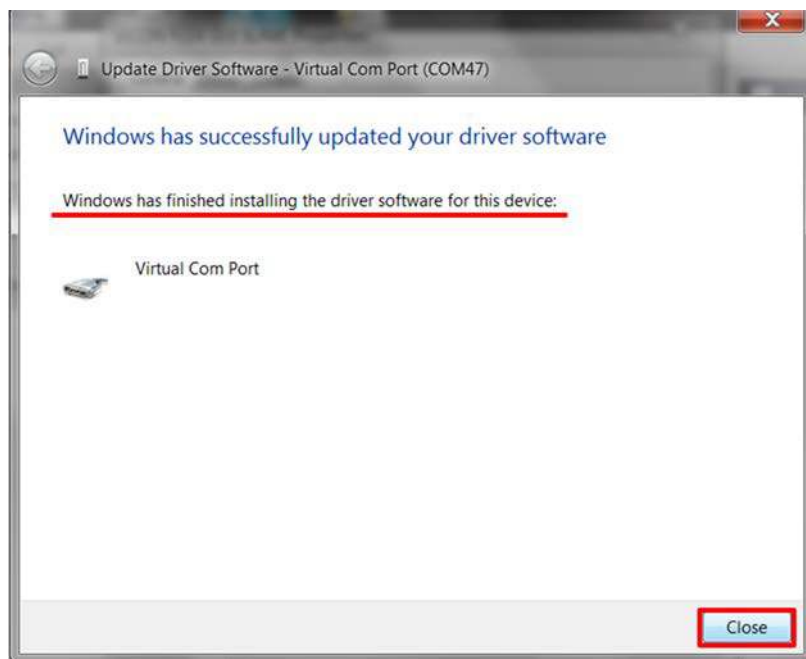 Update Driver Software - Virtual Com Port (COM47)
Windows has successfully updated your driver software
Windows has finished installing the driver software for this device:
Virtual Com Port
Close